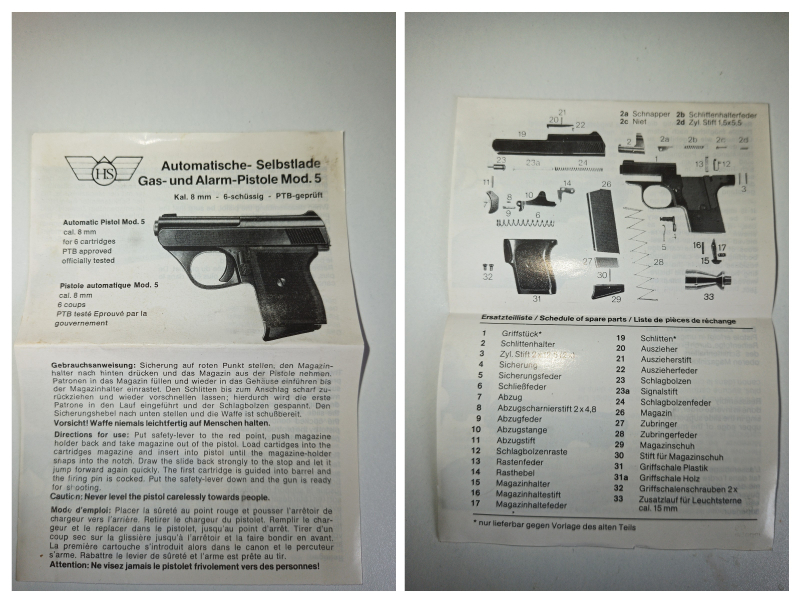 HS
Automatische- Selbstlade
Gas- und Alarm-Pistole Mod. 5
Kal. 8 mm - 6-schüssig - PTB-geprüft
Automatic Pistol Mod. 5
cal. 8 mm
for 6 cartridges
PTB approved
officially tested
Pistole automatique Mod. 5
cal. 8 mm
6 coups
PTB testé Eprouvé par la
gouvernement
Gebrauchsanweisung: Sicherung auf roten Punkt stellen, den Magazin-
halter nach hinten drücken und das Magazin aus der Pistole nehmen.
Patronen in das Magazin füllen und wieder in das Gehäuse einführen bis
der Magazinhalter einrastet. Den Schlitten bis zum Anschlag scharf zu-
rückziehen und wieder vorschnellen lassen; hierdurch wird die erste
Patrone in den Lauf eingeführt und der Schlagbolzen gespannt. Den
Sicherungshebel nach unten stellen und die Waffe ist schußbereit.
Vorsicht! Waffe niemals leichtfertig auf Menschen halten.
Directions for use: Put safety-lever to the red point, push magazine
holder back and take magazine out of the pistol. Load cartidges into the
cartridges magazine and insert into pistol until the magazine-holder
snaps into the notch. Draw the slide back strongly to the stop and let it
jump forward again quickly. The first cartridge is guided into barrel and
the firing pin is cocked. Put the safety-lever down and the gun is ready
for shooting.
Caution: Never level the pistol carelessly towards people.
Mode d'emploi: Placer la sûreté au point rouge et pousser l'arrêtoir de
chargeur vers l'arrière. Retirer le chargeur du pistolet. Remplir le char-
geur et le replacer dans le pistolet, jusqu'au point d'arrêt. Tirer d'un
coup sec sur la glissière jusqu'à l'arrêtoir et la faire bondir en avant.
La première cartouche s'introduit alors dans le canon et le percuteur
s'arme. Rabattre le levier de sûreté et l'arme est prête au tir.
Attention: Ne visez jamais le pistolet frivolement vers des personnes!
2a Schnapper 2b Schlittenhalterfeder
2c Niet 2d Zyl. Stift 1,5x5,5
21
20 22
19
2 2a 2b 2c 2d
23 23a 24
1
13 12
11 14 26
7 8 10
9
6
3
4
5
27 28
16 17
15
30
32 31 29
33
Ersatzteilliste / Schedule of spare parts / Liste de pièces de réchange
1 Griffstück*
2 Schlittenhalter
3 Zyl. Stift
4 Sicherung
5 Sicherungsfeder
6 Schließfeder
7 Abzug
8 Abzugscharnierstift 2 x 4,8
9 Abzugfeder
10 Abzugstange
11 Abzugstift
12 Schlagbolzenraste
13 Rastenfeder
14 Rasthebel
15 Magazinhalter
16 Magazinhaltestift
17 Magazinhaltefeder
19 Schlitten*
20 Auszieher
21 Auszieherstift
22 Auszieherfeder
23 Schlagbolzen
23a Signalstift
24 Schlagbolzenfeder
26 Magazin
27 Zubringer
28 Zubringerfeder
29 Magazinschuh
30 Stift für Magazinschuh
31 Griffschale Plastik
31a Griffschale Holz
32 Griffschalenschrauben 2 x
33 Zusatzlauf für Leuchtsterne
cal. 15 mm
* nur lieferbar gegen Vorlage des alten Teils